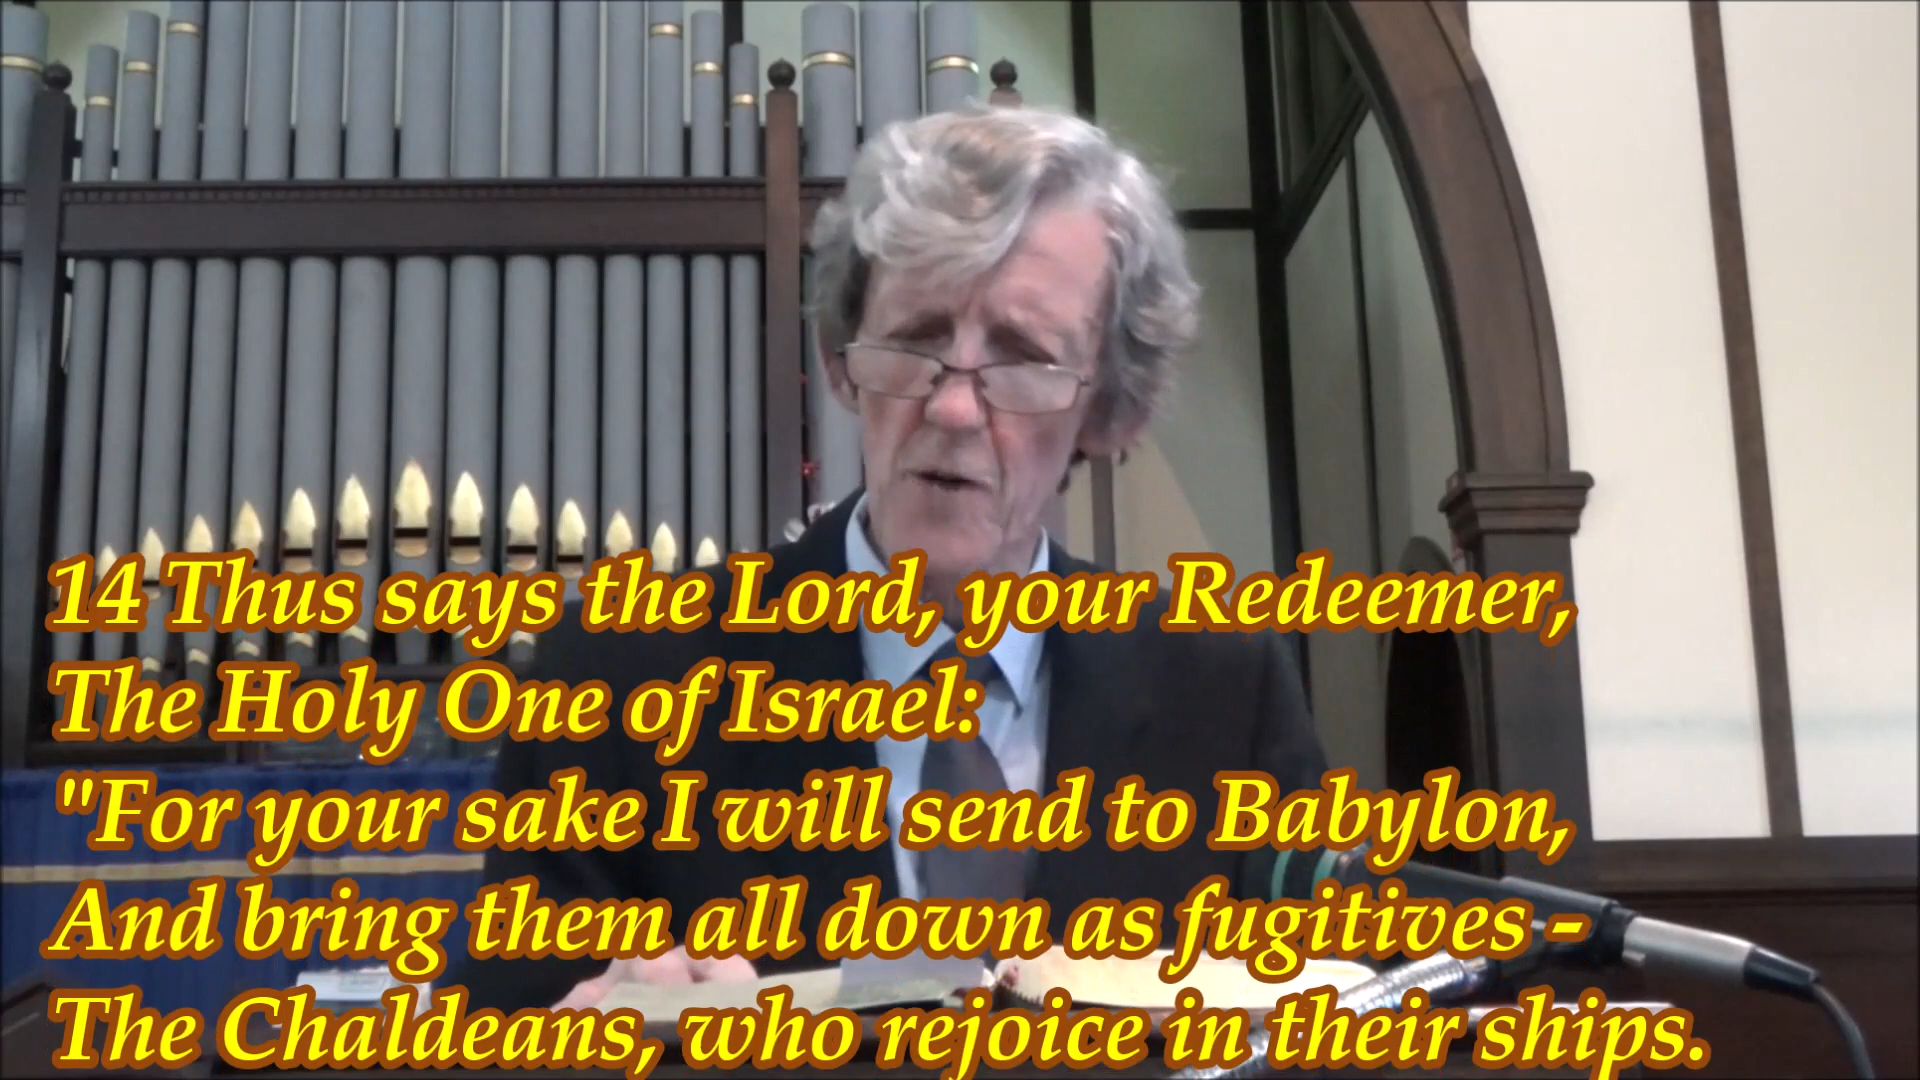 14 Thus says the Lord, your Redeemer,
The Holy One of Israel:
"For your sake I will send to Babylon,
And bring them all down as fugitives -
The Chaldeans, who rejoice in their ships.